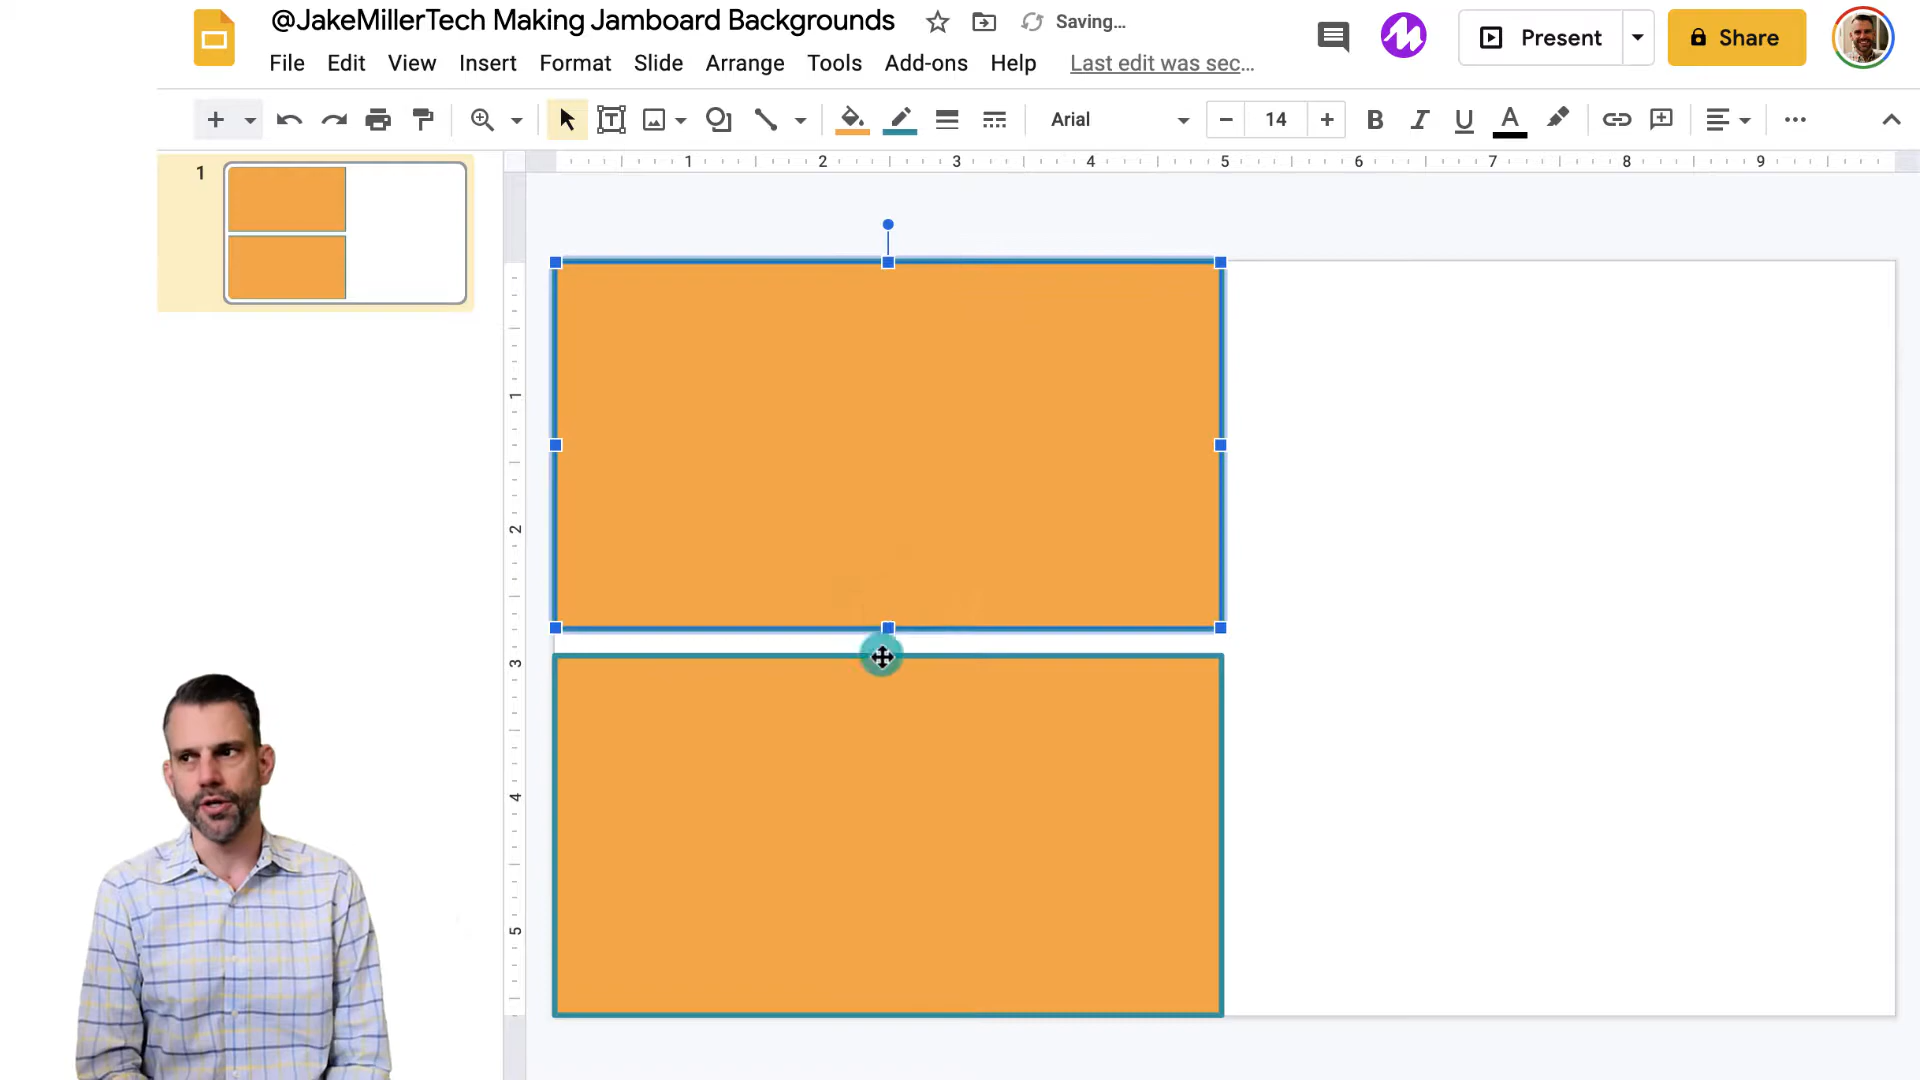 @JakeMillerTech Making Jamboard Backgrounds Saving...
Present
Share
File Edit View Insert Format Slide Arrange Tools Add-ons Help Last edit was sec...
Arial
14
B I U A
1 2 3 4 5 6 7 8 9
1
1
2
3
4
5